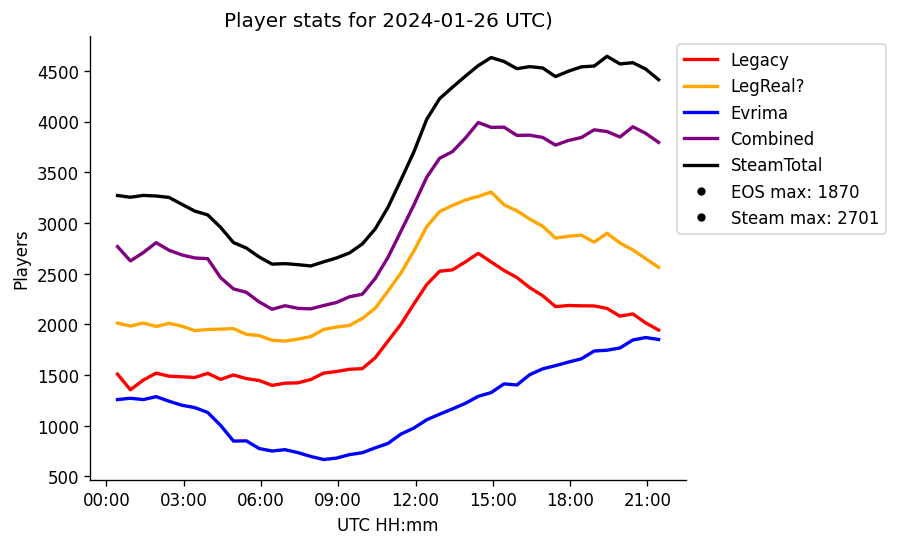 Player stats for 2024-01-26 UTC)
Legacy
LegReal?
Evrima
Combined
SteamTotal
EOS max: 1870
Steam max: 2701
Players
4500
4000
3500
3000
2500
2000
1500
1000
500
00:00 03:00 06:00 09:00 12:00 15:00 18:00 21:00
UTC HH:mm